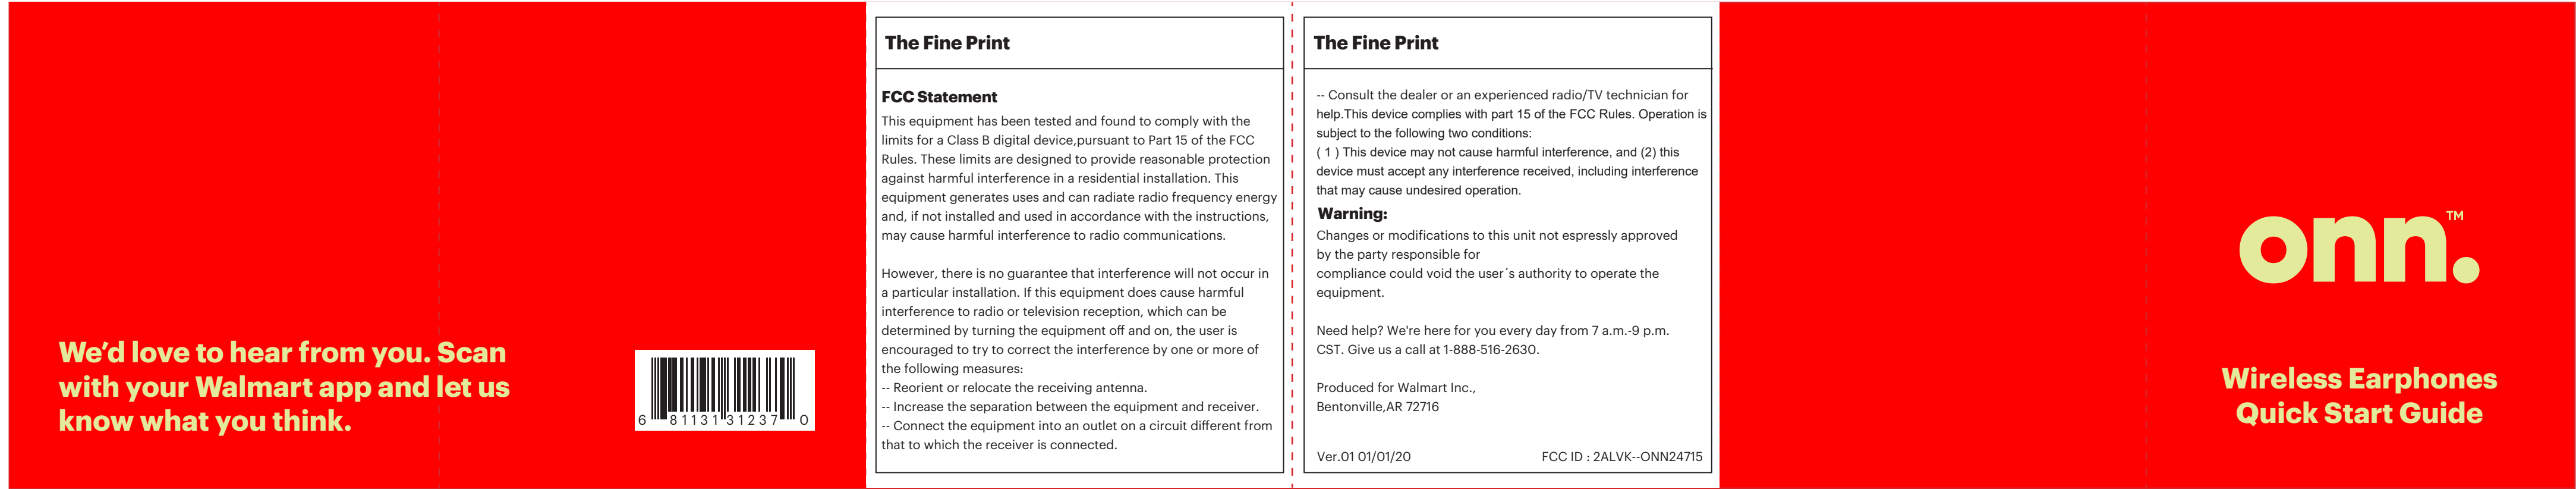 We’d love to hear from you. Scan
with your Walmart app and let us
know what you think.
6 81131 31237 0
The Fine Print
FCC Statement
This equipment has been tested and found to comply with the
limits for a Class B digital device,pursuant to Part 15 of the FCC
Rules. These limits are designed to provide reasonable protection
against harmful interference in a residential installation. This
equipment generates uses and can radiate radio frequency energy
and, if not installed and used in accordance with the instructions,
may cause harmful interference to radio communications.
However, there is no guarantee that interference will not occur in
a particular installation. If this equipment does cause harmful
interference to radio or television reception, which can be
determined by turning the equipment off and on, the user is
encouraged to try to correct the interference by one or more of
the following measures:
-- Reorient or relocate the receiving antenna.
-- Increase the separation between the equipment and receiver.
-- Connect the equipment into an outlet on a circuit different from
that to which the receiver is connected.
The Fine Print
-- Consult the dealer or an experienced radio/TV technician for
help.This device complies with part 15 of the FCC Rules. Operation is
subject to the following two conditions:
( 1 ) This device may not cause harmful interference, and (2) this
device must accept any interference received, including interference
that may cause undesired operation.
Warning:
Changes or modifications to this unit not espressly approved
by the party responsible for
compliance could void the user´s authority to operate the
equipment.
Need help? We're here for you every day from 7 a.m.-9 p.m.
CST. Give us a call at 1-888-516-2630.
Produced for Walmart Inc.,
Bentonville,AR 72716
Ver.01 01/01/20 FCC ID : 2ALVK--ONN24715
onn.™
Wireless Earphones
Quick Start Guide